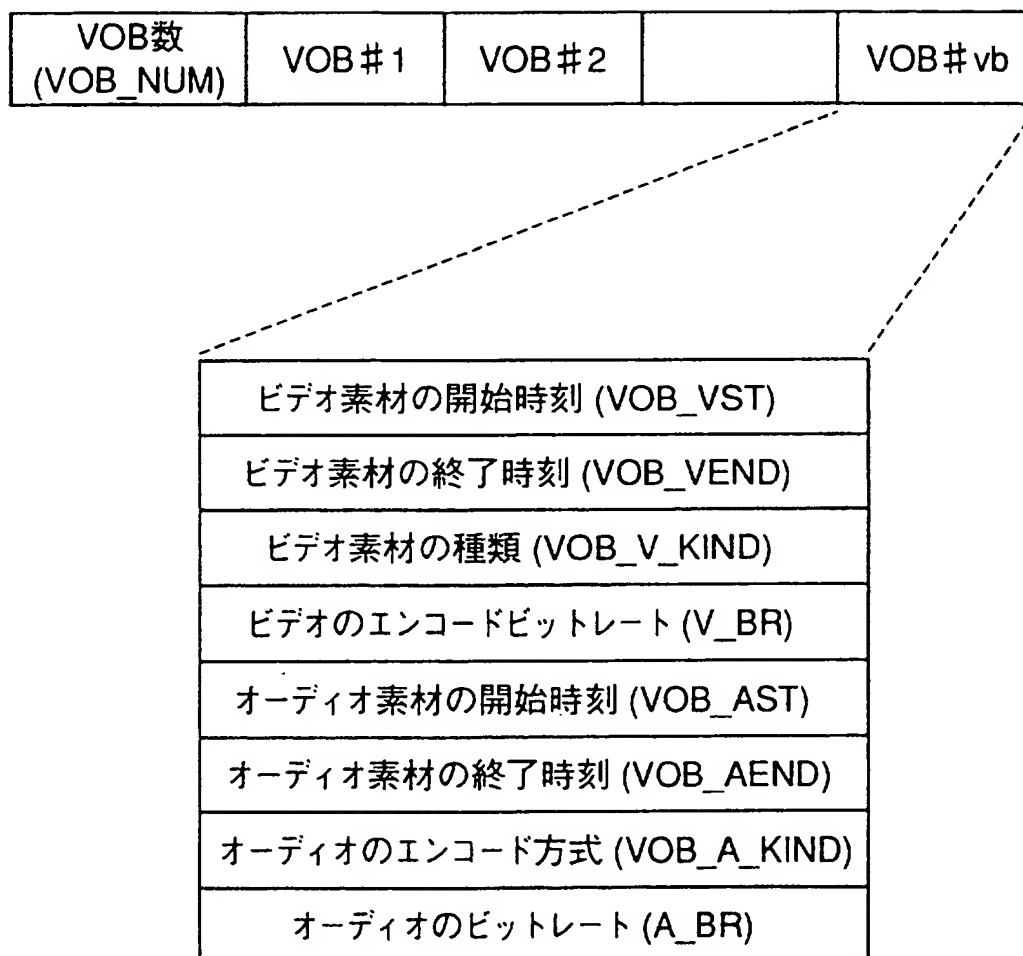 VOB数
(VOB_NUM)
VOB#1
VOB#2
VOB#vb
ビデオ素材の開始時刻 (VOB_VST)
ビデオ素材の終了時刻 (VOB_VEND)
ビデオ素材の種類 (VOB_V_KIND)
ビデオのエンコードビットレート (V_BR)
オーディオ素材の開始時刻 (VOB_AST)
オーディオ素材の終了時刻 (VOB_AEND)
オーディオのエンコード方式 (VOB_A_KIND)
オーディオのビットレート (A_BR)